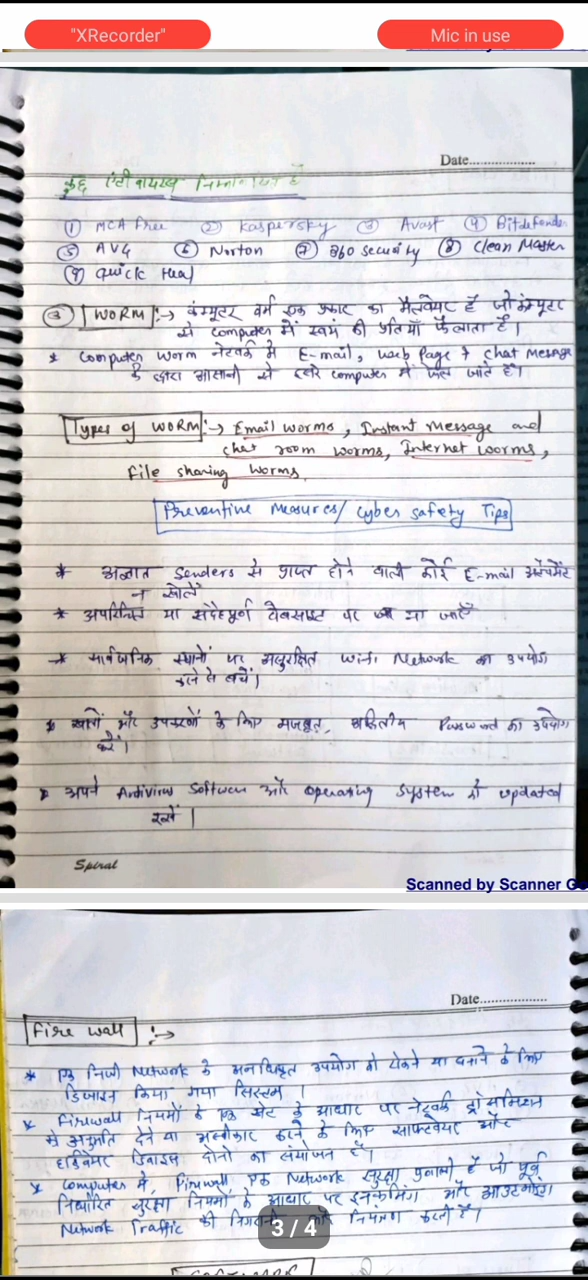 "XRecorder"
Mic in use
Date
कुछ एंटी वायरस निम्नलिखित है
① MCA Free ② Kaspersky ③ Avast ④ Bitdefender
⑤ AVG ⑥ Norton ⑦ 360 security ⑧ Clean Master
⑨ Quick Heal
③ WORM :→ कंप्यूटर वर्म एक प्रकार का मैलवेयर है जो कंप्यूटर
से computer में स्वयं की प्रतियाँ फैलाता है।
* Computer worm नेटवर्क में E-mail, web page + chat message
के द्वारा आसानी से दूसरे computer में फैल जाते है।
Types of WORM :→ Email worms, Instant message and
chat room worms, Internet worms,
File sharing worms.
Preventive Measures/ Cyber safety Tips
* अज्ञात Senders से प्राप्त होने वाली कोई E-mail अटैचमेंट
न खोलें
* अपरिचित या संदेहपूर्ण वेबसाइट पर ना जाएँ
* सार्वजनिक स्थानों पर असुरक्षित wifi Network का उपयोग
करने से बचें।
* खातों और उपकरणों के लिए मजबूत, अद्वितीय Password का उपयोग
करें।
* अपने Antivirus Software और Operating System को updated
रखें।
Spiral
Scanned by Scanner Go
Date
Fire wall :→
* एक निजी Network के अनधिकृत उपयोग को रोकने या बचाने के लिए
डिजाइन किया गया सिस्टम।
* Firewall नियमों के एक सेट के आधार पर नेटवर्क ट्रांसमिशन
को अनुमति देने या अस्वीकार करने के लिए साफ्टवेयर और
हार्डवेयर डिवाइस दोनों का संयोजन है।
* Computer में, Firewall एक Network सुरक्षा प्रणाली है जो पूर्व
निर्धारित सुरक्षा नियमों के आधार पर इनकमिंग और आउटगोइंग
Network Traffic की निगरानी और नियंत्रण करती है।
3 / 4